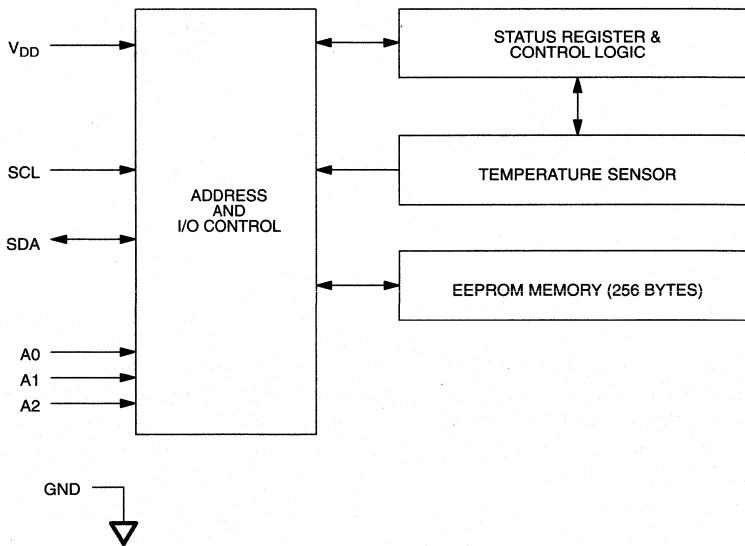 V_DD
SCL
SDA
A0
A1
A2
GND
ADDRESS
AND
I/O CONTROL
STATUS REGISTER &
CONTROL LOGIC
TEMPERATURE SENSOR
EEPROM MEMORY (256 BYTES)